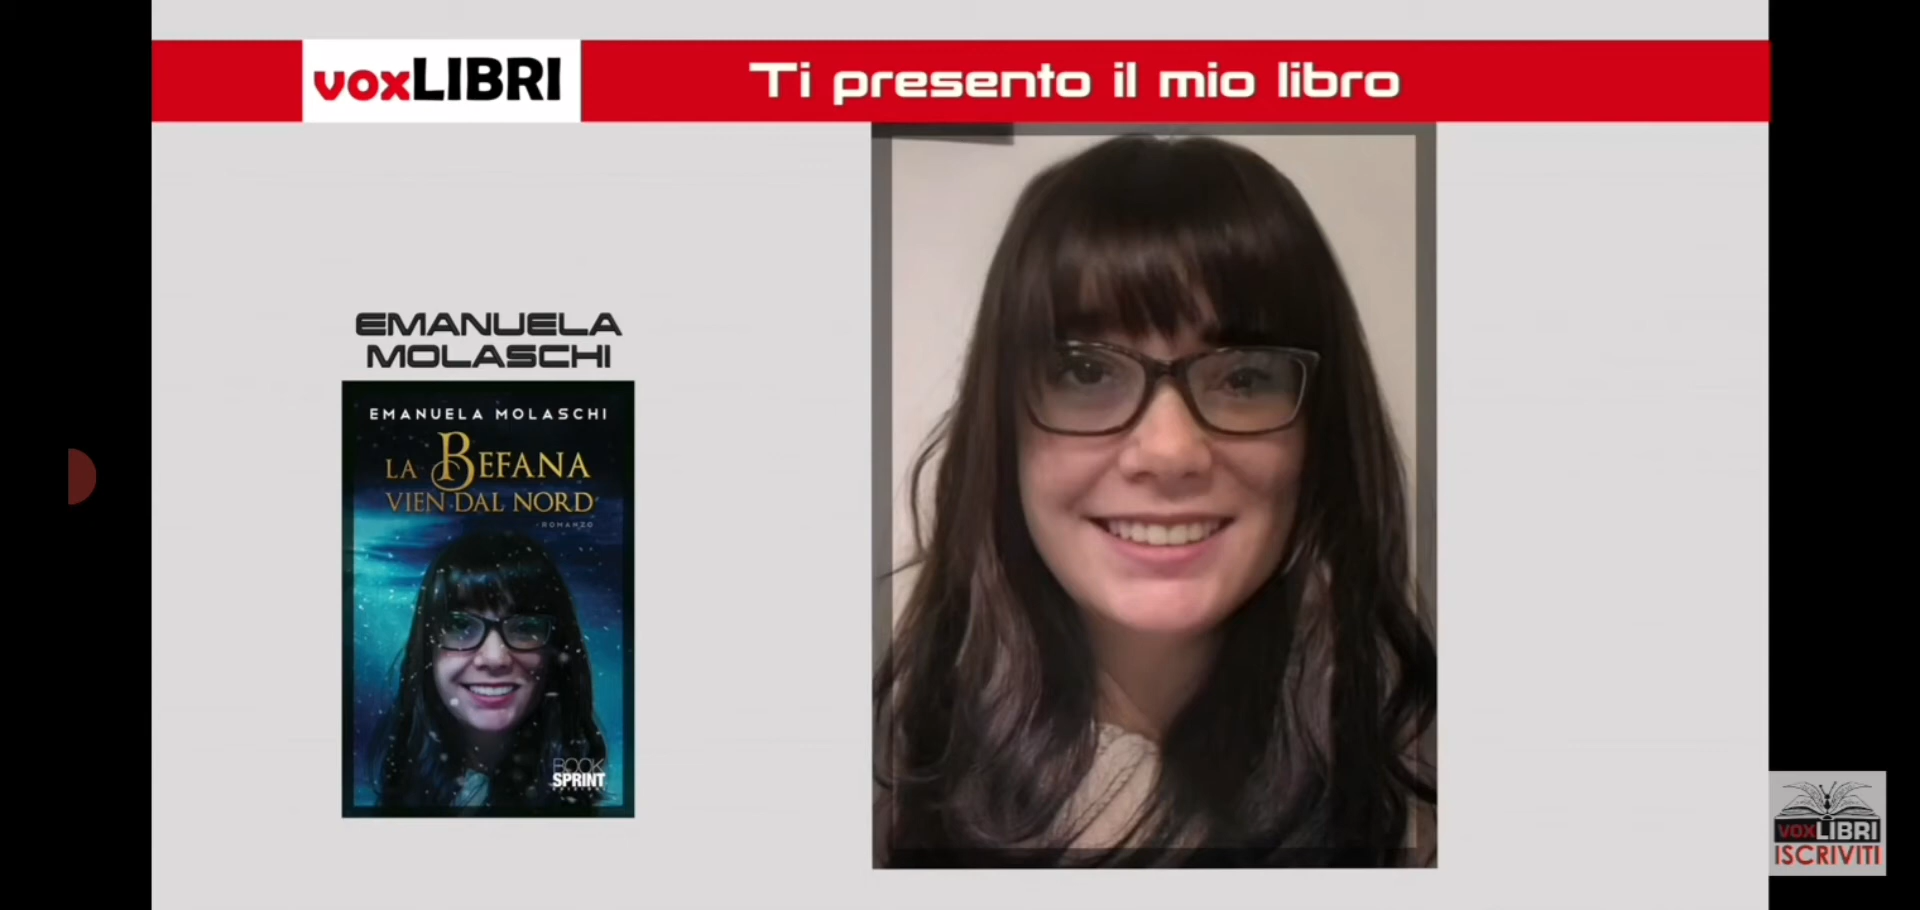 voxLIBRI
Ti presento il mio libro
EMANUELA
MOLASCHI
EMANUELA MOLASCHI
LA BEFANA
VIEN DAL NORD
ROMANZO
BOOK
SPRINT
voxLIBRI
ISCRIVITI